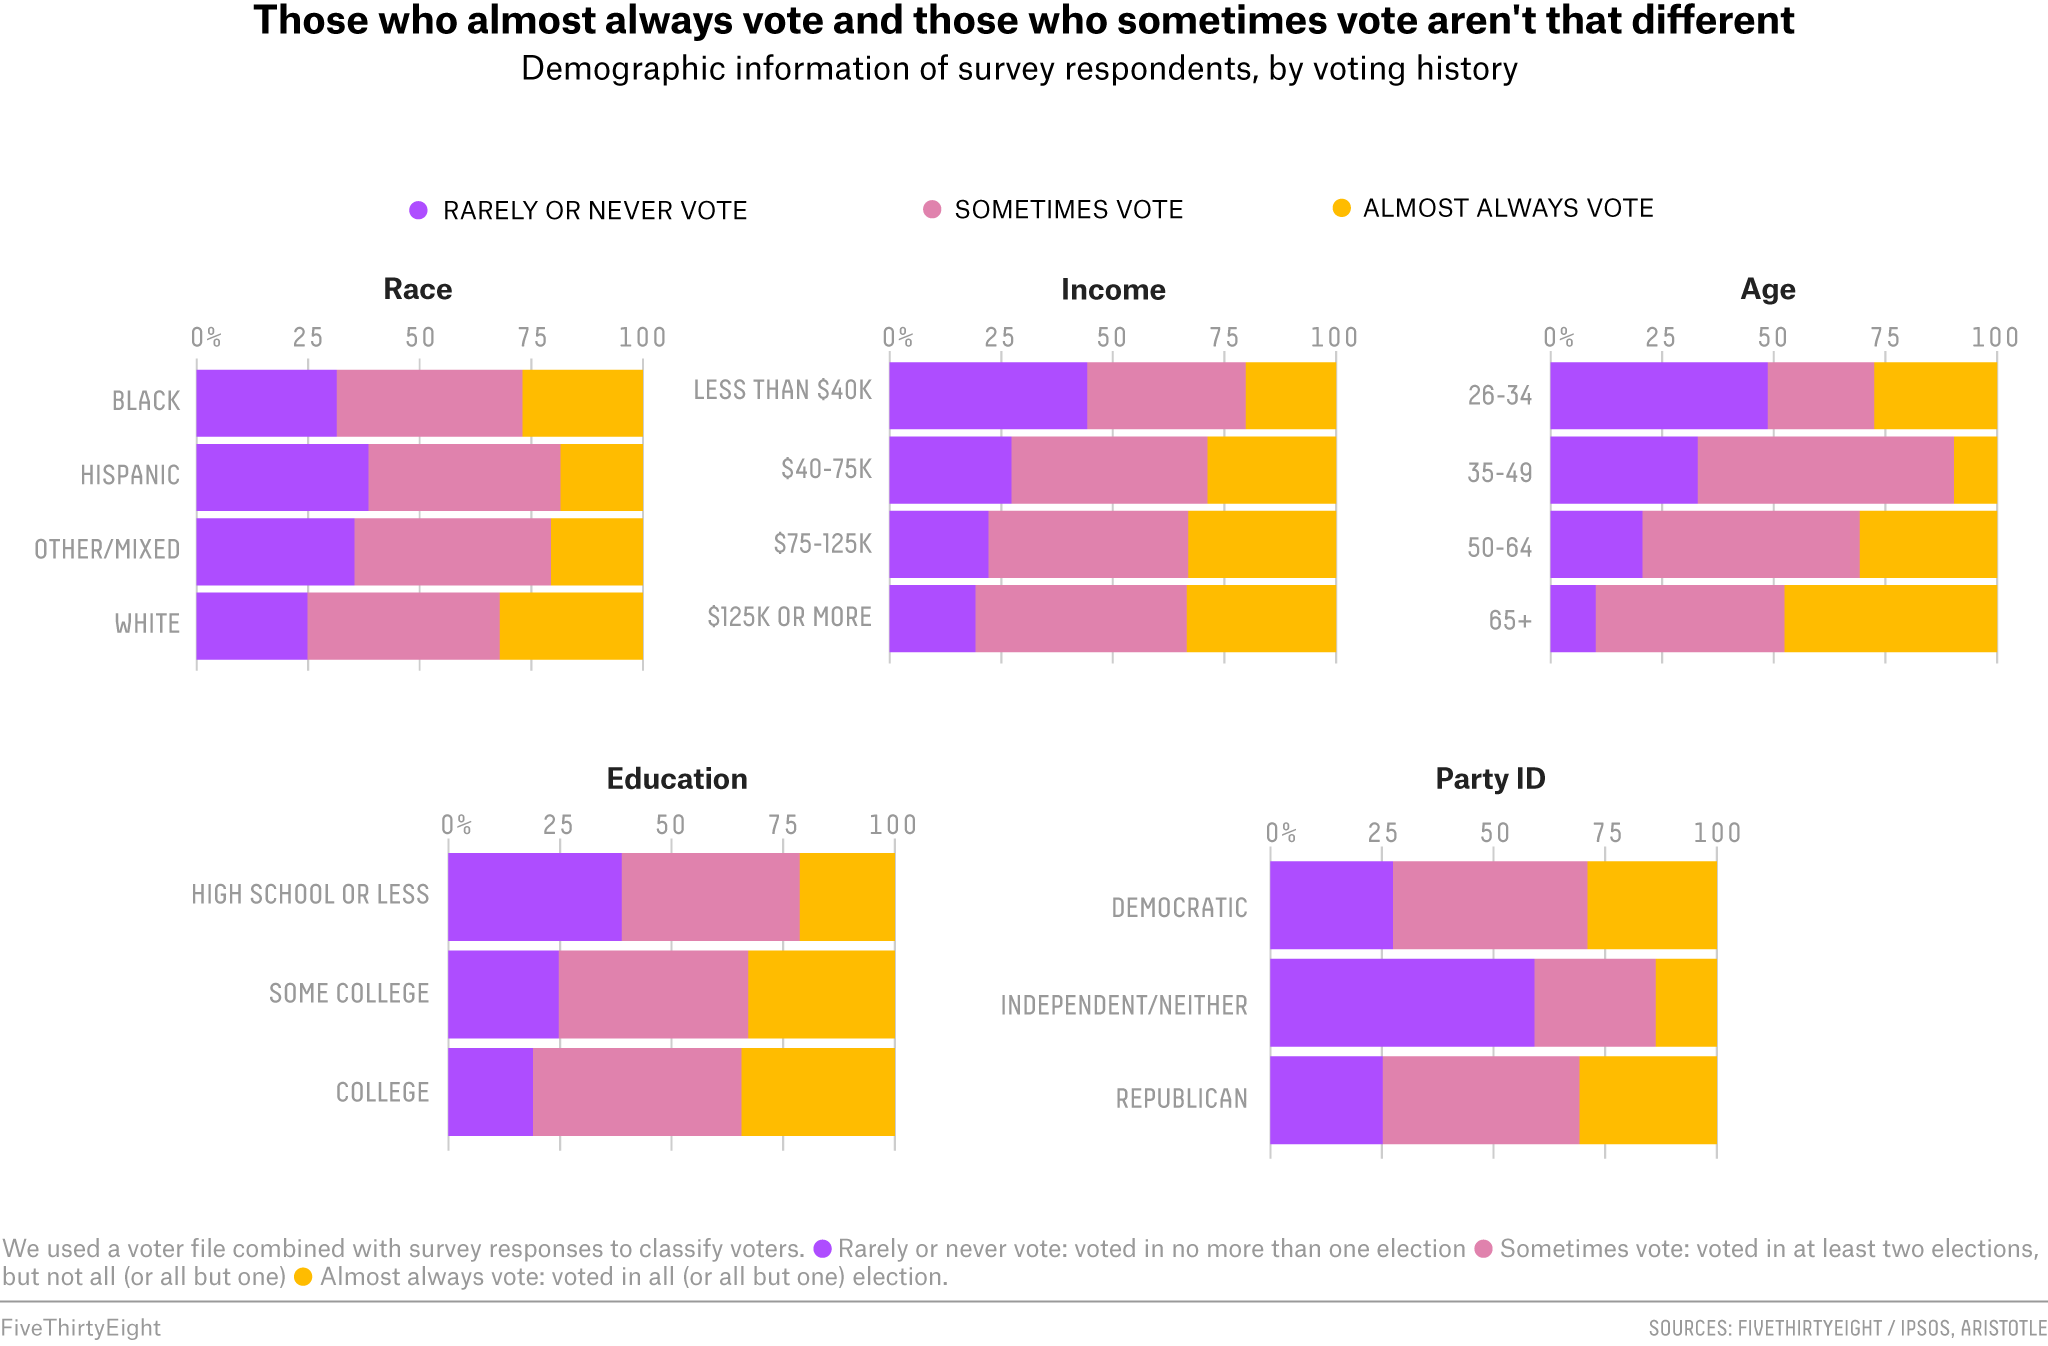 Those who almost always vote and those who sometimes vote aren't that different
Demographic information of survey respondents, by voting history
RARELY OR NEVER VOTE
SOMETIMES VOTE
ALMOST ALWAYS VOTE
Race
0% 25 50 75 100
BLACK
HISPANIC
OTHER/MIXED
WHITE
Income
0% 25 50 75 100
LESS THAN $40K
$40-75K
$75-125K
$125K OR MORE
Age
0% 25 50 75 100
26-34
35-49
50-64
65+
Education
0% 25 50 75 100
HIGH SCHOOL OR LESS
SOME COLLEGE
COLLEGE
Party ID
0% 25 50 75 100
DEMOCRATIC
INDEPENDENT/NEITHER
REPUBLICAN
We used a voter file combined with survey responses to classify voters. Rarely or never vote: voted in no more than one election Sometimes vote: voted in at least two elections,
but not all (or all but one) Almost always vote: voted in all (or all but one) election.
FiveThirtyEight
SOURCES: FIVETHIRTYEIGHT / IPSOS, ARISTOTLE